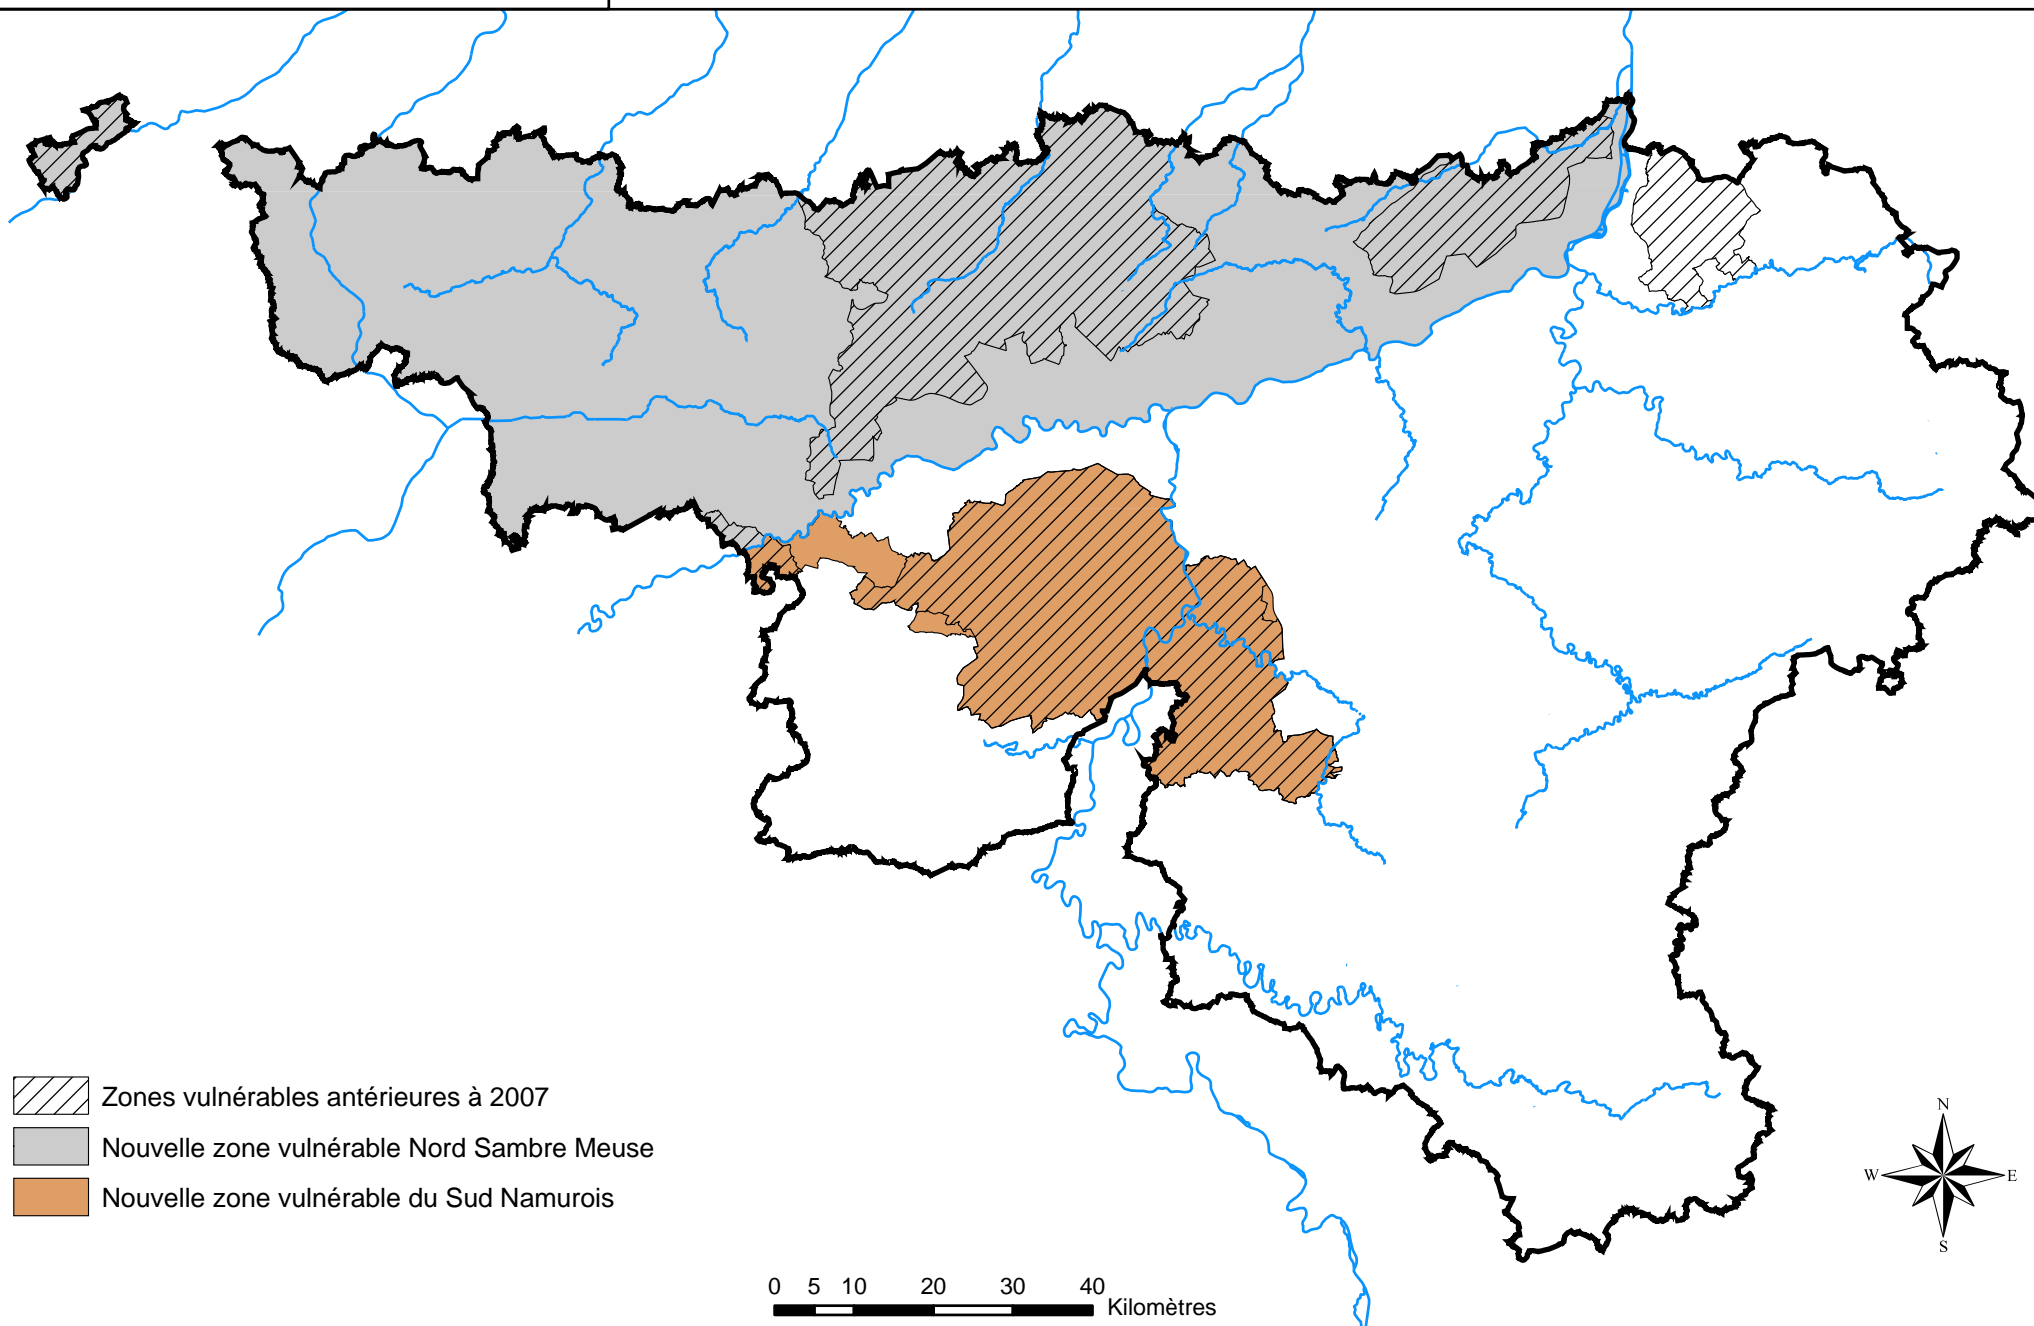 Zones vulnérables antérieures à 2007
Nouvelle zone vulnérable Nord Sambre Meuse
Nouvelle zone vulnérable du Sud Namurois
N
W E
S
0 5 10 20 30 40
Kilomètres